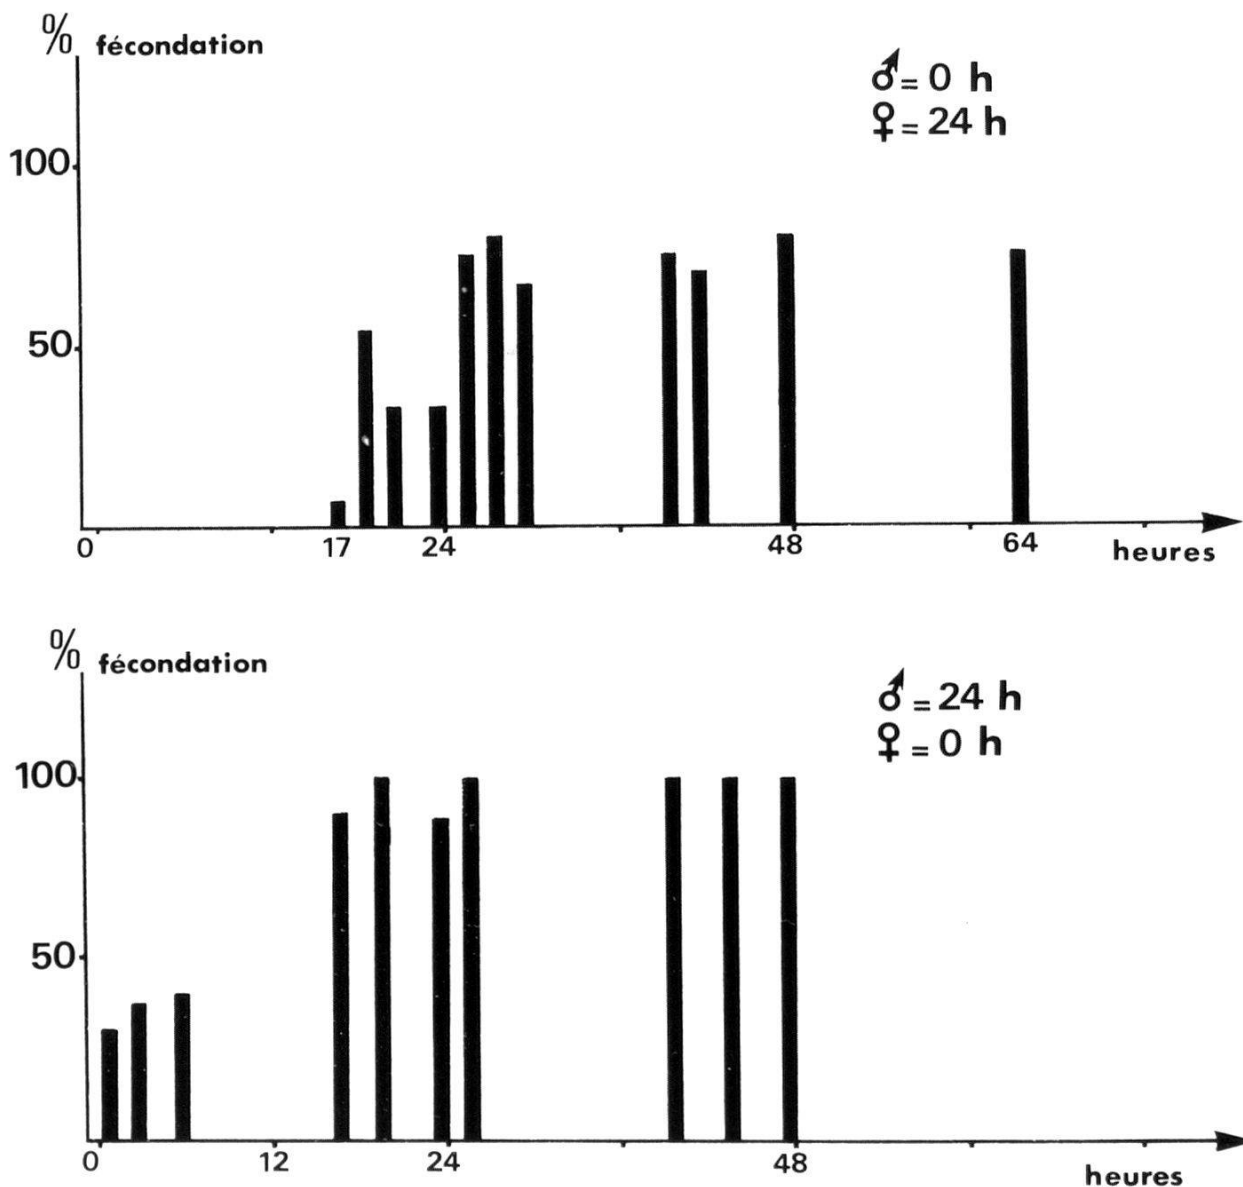 % fécondation
♂ = 0 h
♀ = 24 h
100
50
0 17 24 48 64 heures
% fécondation
♂ = 24 h
♀ = 0 h
100
50
0 12 24 48 heures